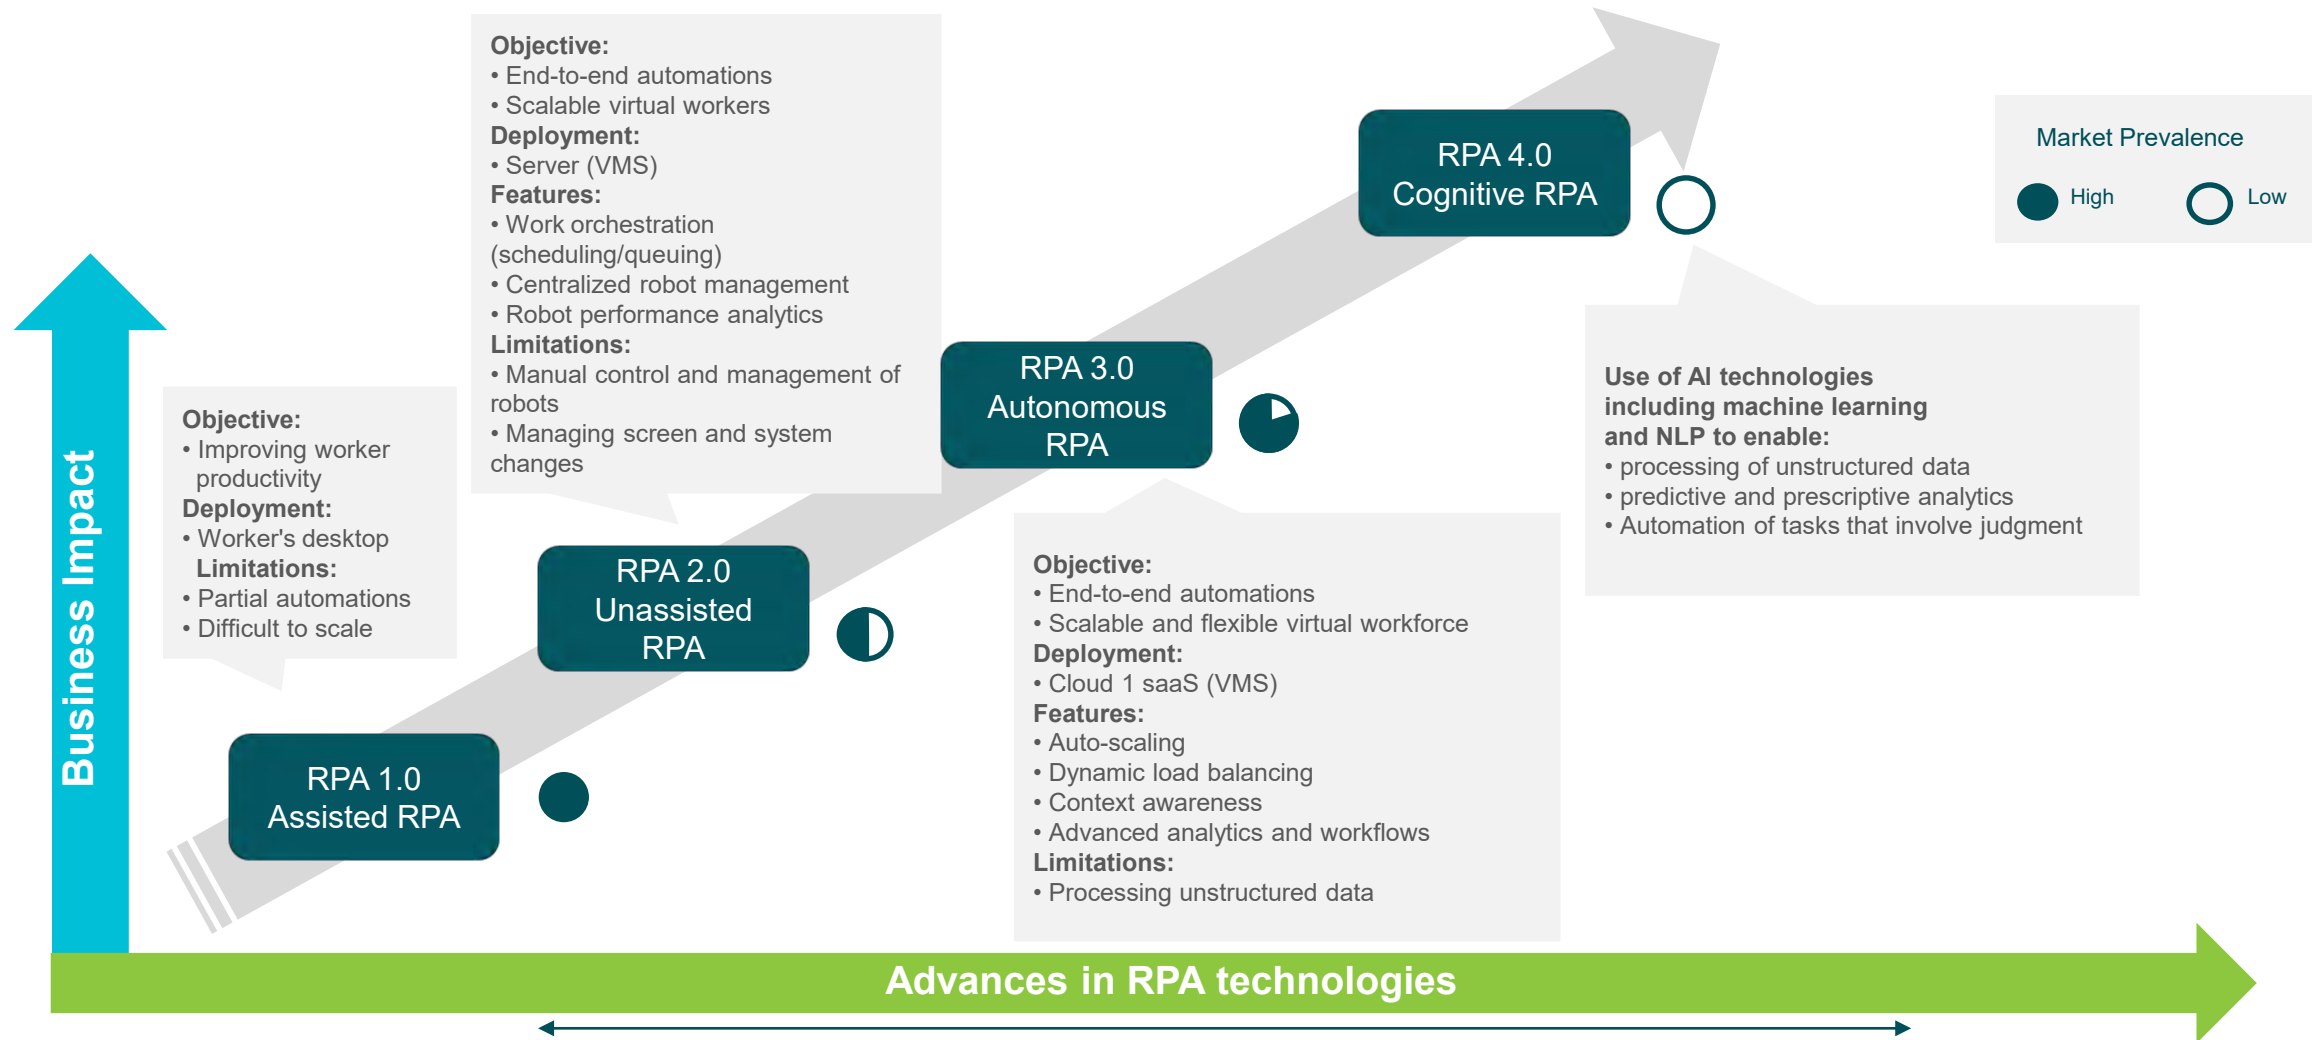 Objective:
• End-to-end automations
• Scalable virtual workers
Deployment:
• Server (VMS)
Features:
• Work orchestration
(scheduling/queuing)
• Centralized robot management
• Robot performance analytics
Limitations:
• Manual control and management of
robots
• Managing screen and system
changes
RPA 4.0
Cognitive RPA
Market Prevalence
High
Low
Objective:
• Improving worker
productivity
Deployment:
• Worker's desktop
Limitations:
• Partial automations
• Difficult to scale
RPA 3.0
Autonomous
RPA
Use of AI technologies
including machine learning
and NLP to enable:
• processing of unstructured data
• predictive and prescriptive analytics
• Automation of tasks that involve judgment
Business Impact
RPA 2.0
Unassisted
RPA
Objective:
• End-to-end automations
• Scalable and flexible virtual workforce
Deployment:
• Cloud 1 saaS (VMS)
Features:
• Auto-scaling
• Dynamic load balancing
• Context awareness
• Advanced analytics and workflows
Limitations:
• Processing unstructured data
RPA 1.0
Assisted RPA
Advances in RPA technologies